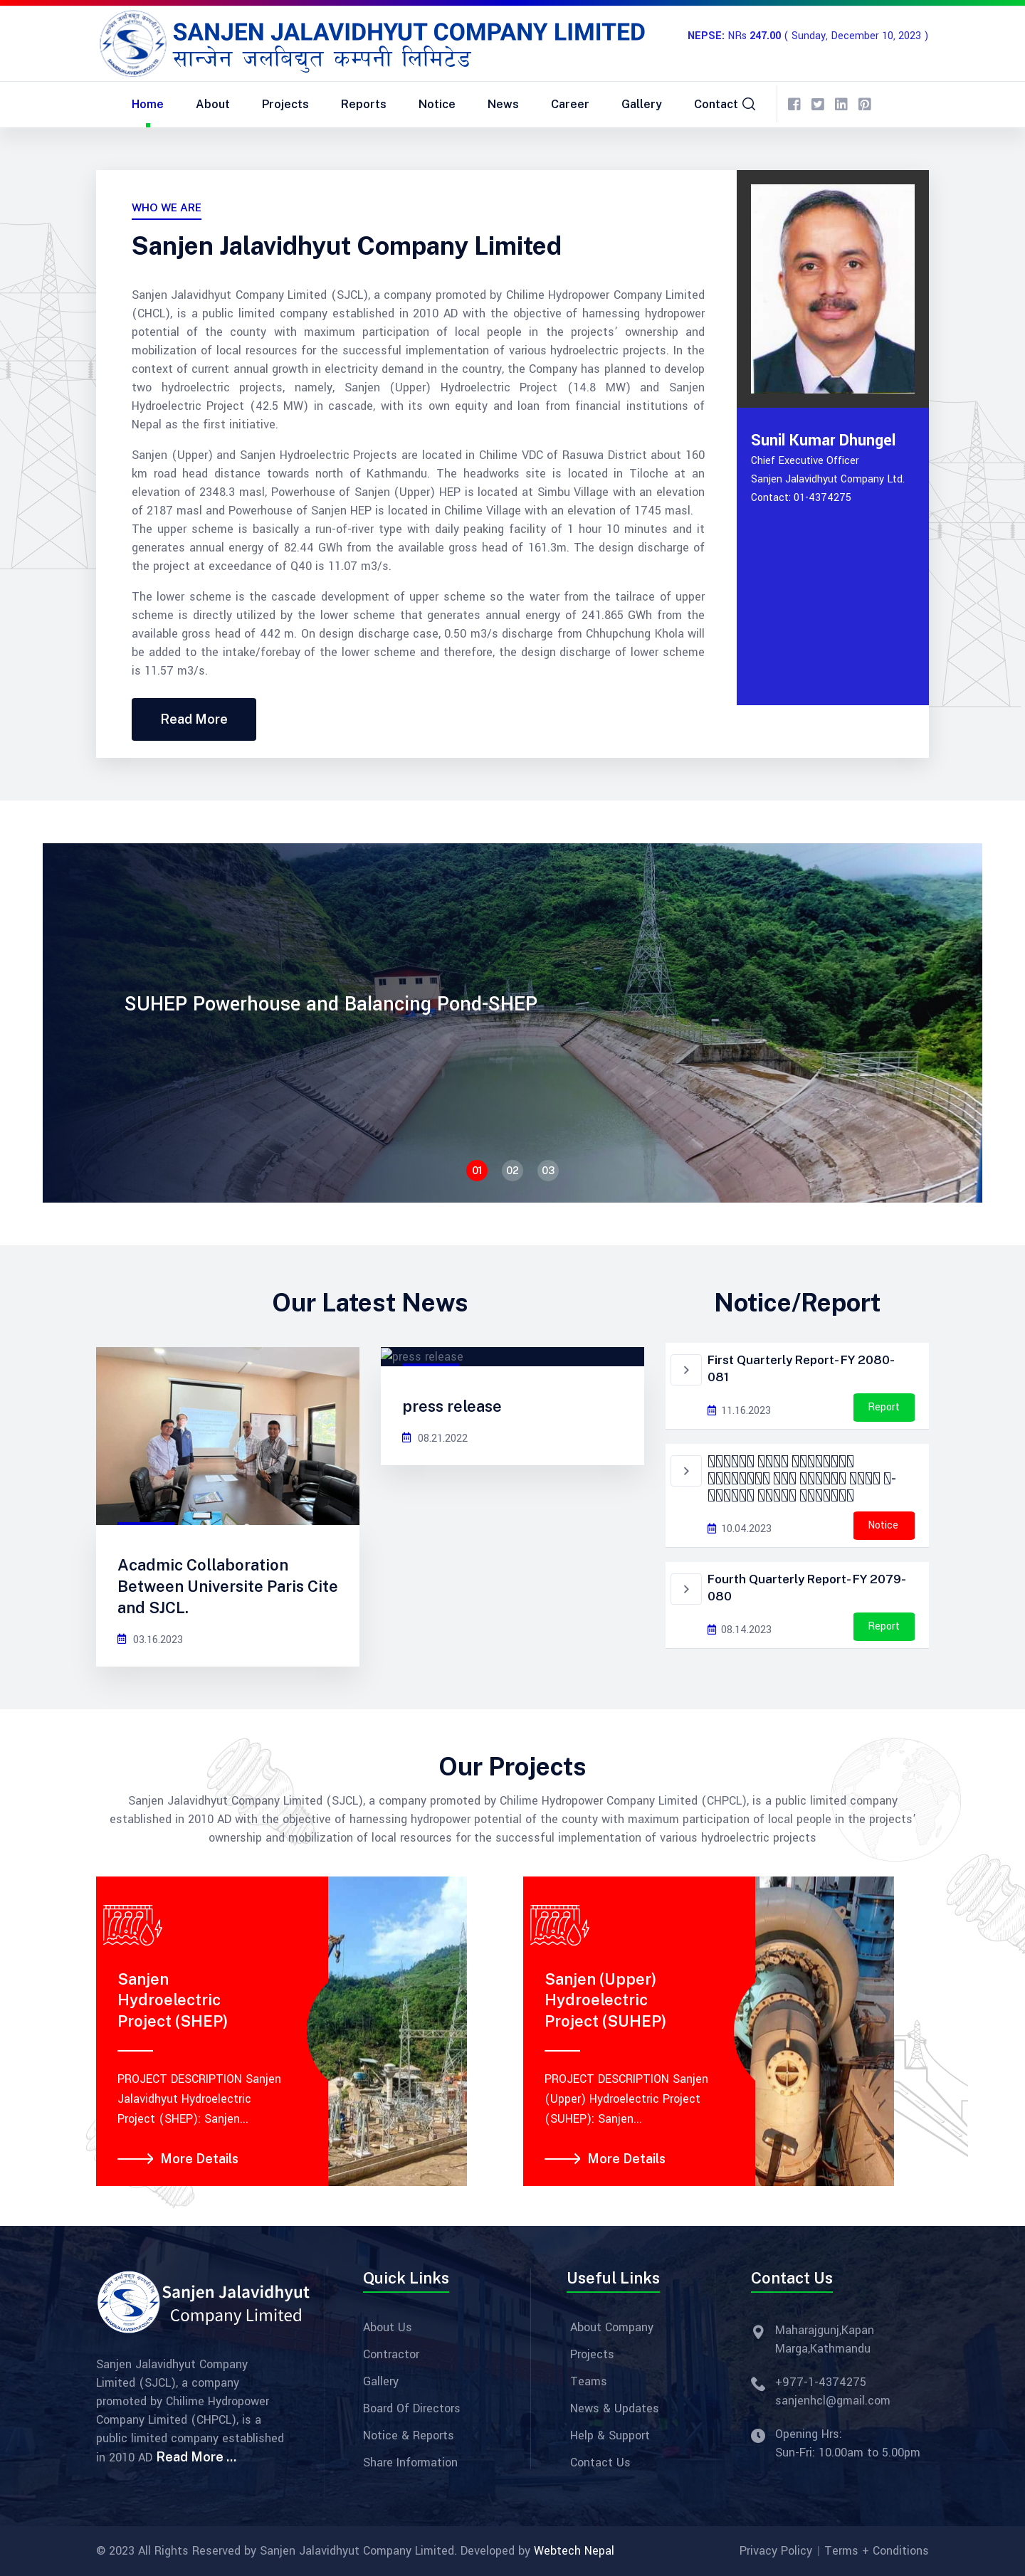 SANJEN JALAVIDHYUT COMPANY LIMITED
सान्जेन जलबिद्युत कम्पनी लिमिटेड
NEPSE: NRs 247.00 ( Sunday, December 10, 2023 )
Home About Projects Reports Notice News Career Gallery Contact
WHO WE ARE
Sanjen Jalavidhyut Company Limited
Sanjen Jalavidhyut Company Limited (SJCL), a company promoted by Chilime Hydropower Company Limited
(CHCL), is a public limited company established in 2010 AD with the objective of harnessing hydropower
potential of the county with maximum participation of local people in the projects’ ownership and
mobilization of local resources for the successful implementation of various hydroelectric projects. In the
context of current annual growth in electricity demand in the country, the Company has planned to develop
two hydroelectric projects, namely, Sanjen (Upper) Hydroelectric Project (14.8 MW) and Sanjen
Hydroelectric Project (42.5 MW) in cascade, with its own equity and loan from financial institutions of
Nepal as the first initiative.
Sanjen (Upper) and Sanjen Hydroelectric Projects are located in Chilime VDC of Rasuwa District about 160
km road head distance towards north of Kathmandu. The headworks site is located in Tiloche at an
elevation of 2348.3 masl, Powerhouse of Sanjen (Upper) HEP is located at Simbu Village with an elevation
of 2187 masl and Powerhouse of Sanjen HEP is located in Chilime Village with an elevation of 1745 masl.
The upper scheme is basically a run-of-river type with daily peaking facility of 1 hour 10 minutes and it
generates annual energy of 82.44 GWh from the available gross head of 161.3m. The design discharge of
the project at exceedance of Q40 is 11.07 m3/s.
The lower scheme is the cascade development of upper scheme so the water from the tailrace of upper
scheme is directly utilized by the lower scheme that generates annual energy of 241.865 GWh from the
available gross head of 442 m. On design discharge case, 0.50 m3/s discharge from Chhupchung Khola will
be added to the intake/forebay of the lower scheme and therefore, the design discharge of lower scheme
is 11.57 m3/s.
Read More
Sunil Kumar Dhungel
Chief Executive Officer
Sanjen Jalavidhyut Company Ltd.
Contact: 01-4374275
SUHEP Powerhouse and Balancing Pond-SHEP
01 02 03
Our Latest News
Acadmic Collaboration
Between Universite Paris Cite
and SJCL.
03.16.2023
press release
press release
08.21.2022
Notice/Report
First Quarterly Report- FY 2080-
081
11.16.2023
Report
10.04.2023
Notice
Fourth Quarterly Report- FY 2079-
080
08.14.2023
Report
Our Projects
Sanjen Jalavidhyut Company Limited (SJCL), a company promoted by Chilime Hydropower Company Limited (CHPCL), is a public limited company
established in 2010 AD with the objective of harnessing hydropower potential of the county with maximum participation of local people in the projects’
ownership and mobilization of local resources for the successful implementation of various hydroelectric projects
Sanjen
Hydroelectric
Project (SHEP)
PROJECT DESCRIPTION Sanjen
Jalavidhyut Hydroelectric
Project (SHEP): Sanjen...
More Details
Sanjen (Upper)
Hydroelectric
Project (SUHEP)
PROJECT DESCRIPTION Sanjen
(Upper) Hydroelectric Project
(SUHEP): Sanjen...
More Details
Sanjen Jalavidhyut
Company Limited
Sanjen Jalavidhyut Company
Limited (SJCL), a company
promoted by Chilime Hydropower
Company Limited (CHPCL), is a
public limited company established
in 2010 AD Read More ...
Quick Links
About Us
Contractor
Gallery
Board Of Directors
Notice & Reports
Share Information
Useful Links
About Company
Projects
Teams
News & Updates
Help & Support
Contact Us
Contact Us
Maharajgunj,Kapan
Marga,Kathmandu
+977-1-4374275
sanjenhcl@gmail.com
Opening Hrs:
Sun-Fri: 10.00am to 5.00pm
© 2023 All Rights Reserved by Sanjen Jalavidhyut Company Limited. Developed by Webtech Nepal
Privacy Policy | Terms + Conditions